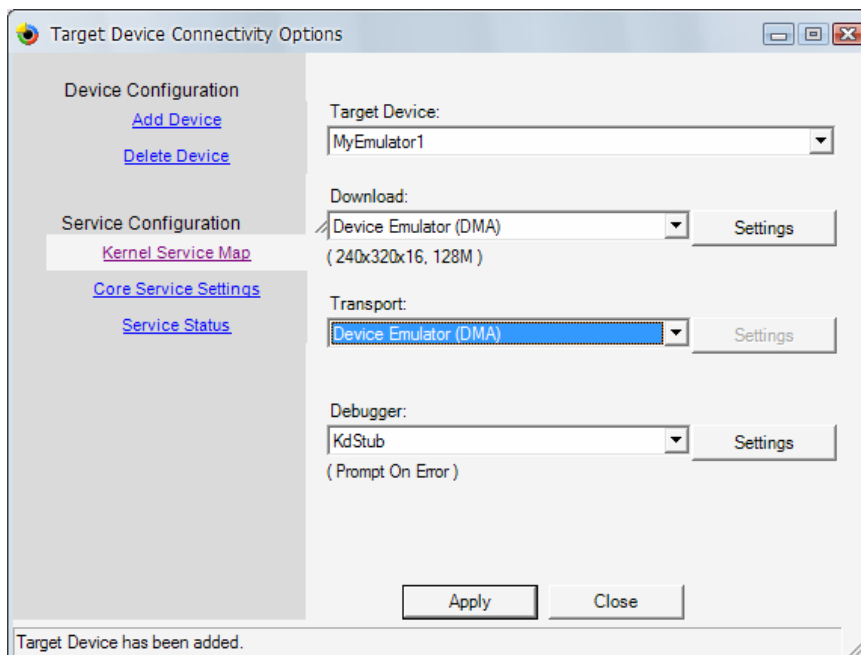 Target Device Connectivity Options
Device Configuration
Add Device
Delete Device
Service Configuration
Kernel Service Map
Core Service Settings
Service Status
Target Device:
MyEmulator1
Download:
Device Emulator (DMA)
Settings
( 240x320x16, 128M )
Transport:
Device Emulator (DMA)
Settings
Debugger:
KdStub
Settings
( Prompt On Error )
Apply
Close
Target Device has been added.